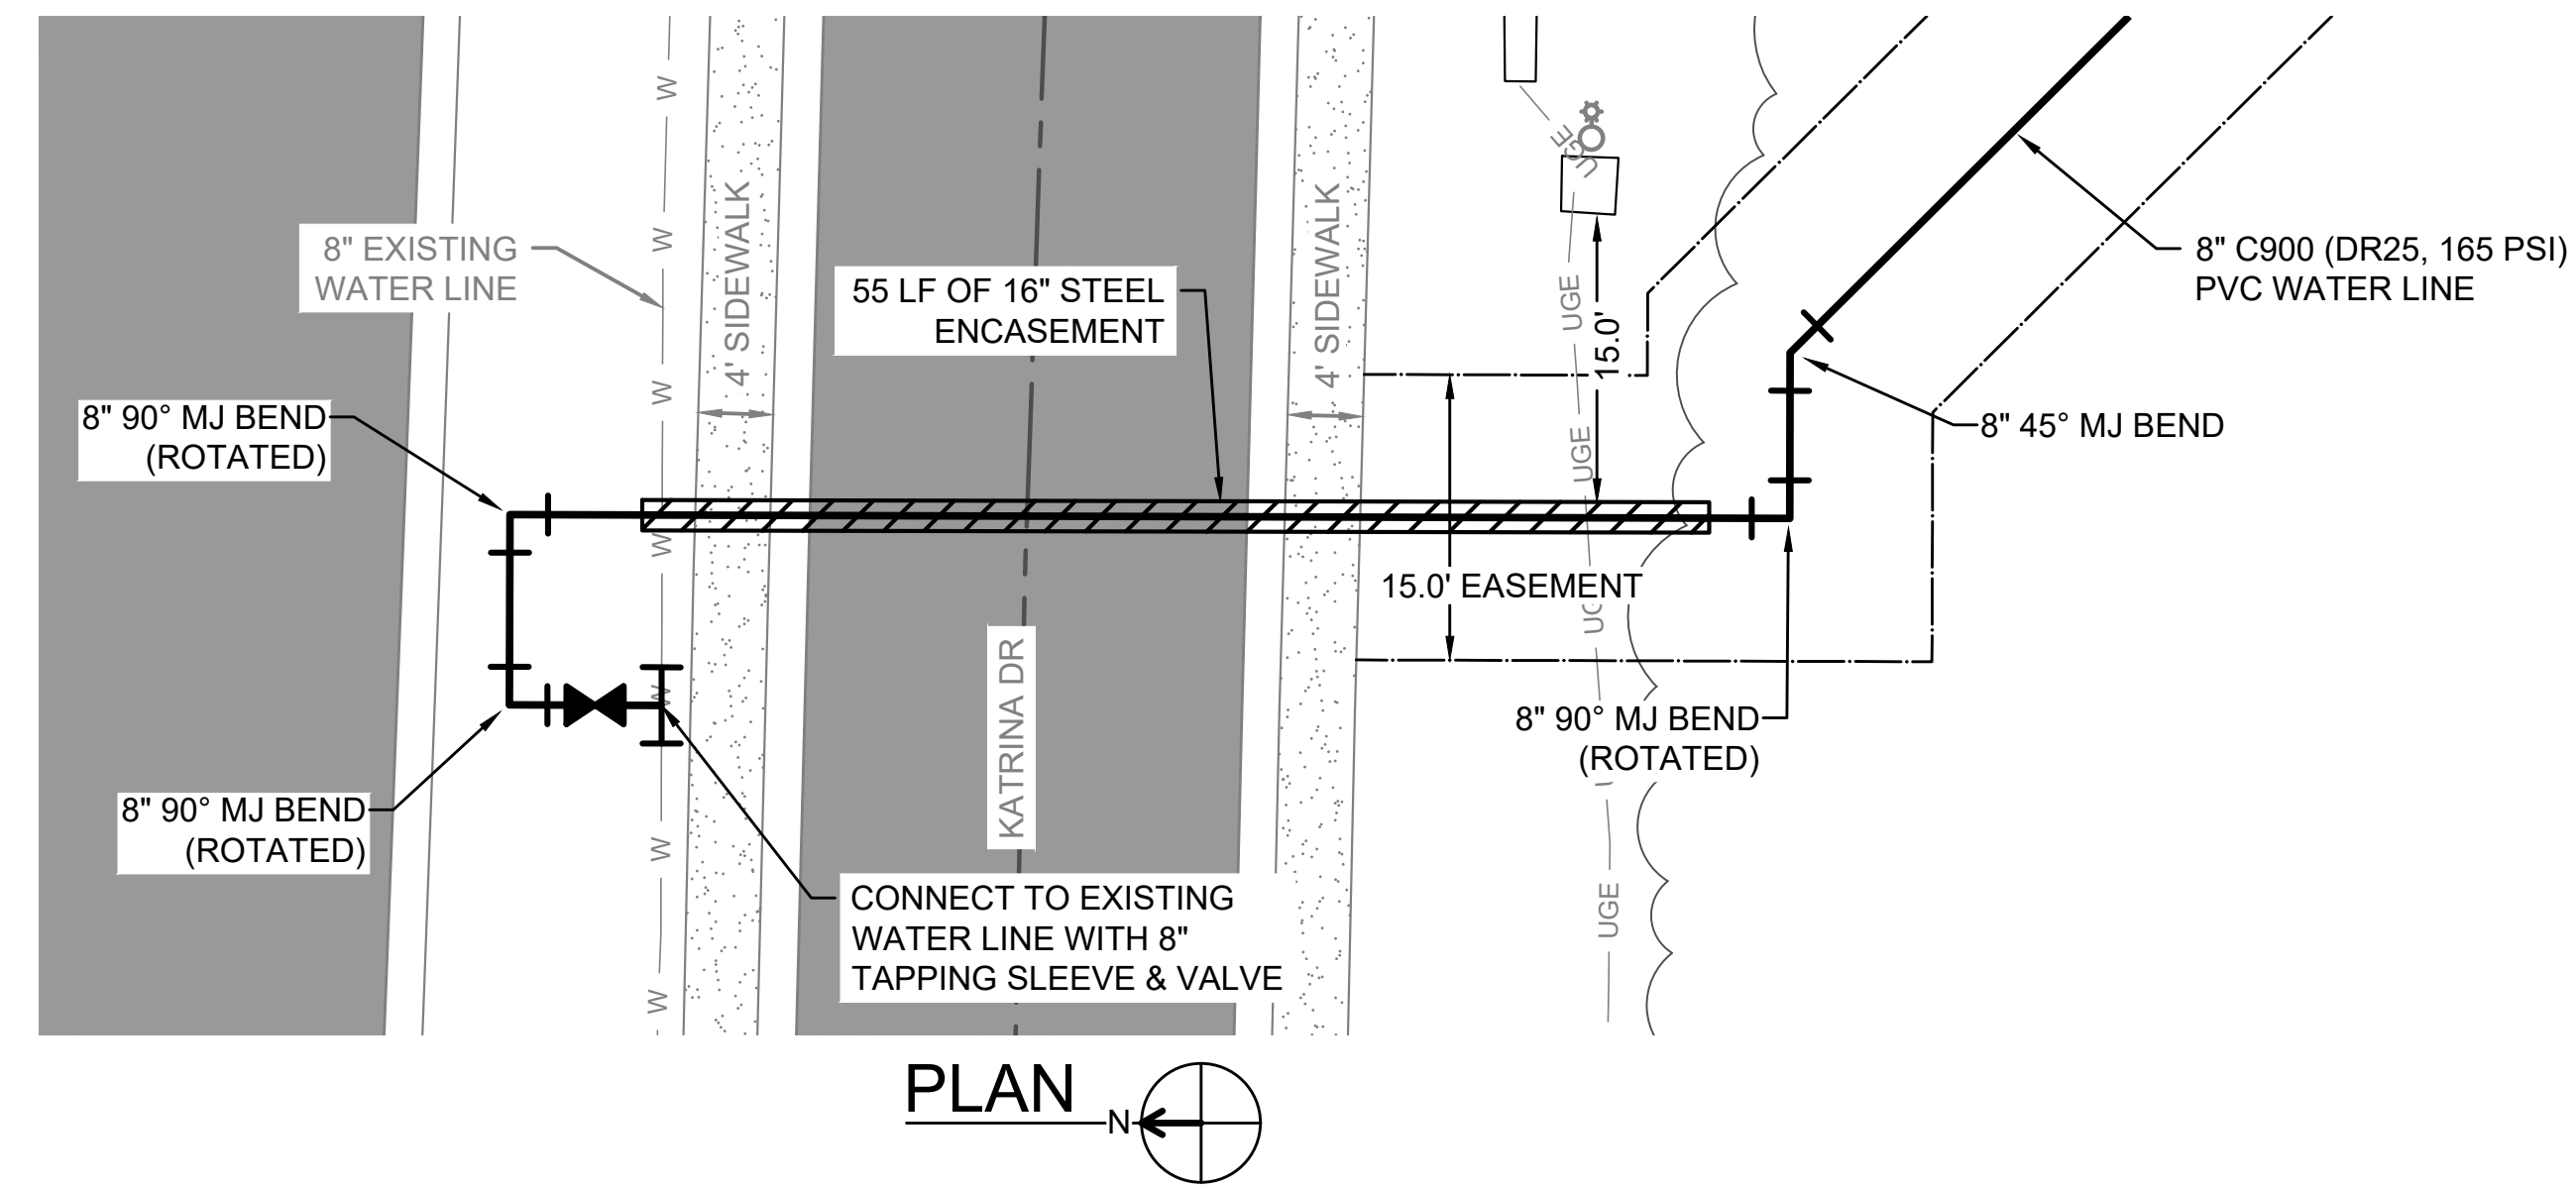 W
UGE
UGE
W
8" EXISTING
WATER LINE
4' SIDEWALK
55 LF OF 16" STEEL
ENCASEMENT
4' SIDEWALK
UGE
15.0'
8" C900 (DR25, 165 PSI)
PVC WATER LINE
W
8" 90° MJ BEND
(ROTATED)
UGE
8" 45° MJ BEND
W
15.0' EASEMENT
W
KATRINA DR
8" 90° MJ BEND
(ROTATED)
8" 90° MJ BEND
(ROTATED)
W
CONNECT TO EXISTING
WATER LINE WITH 8"
TAPPING SLEEVE & VALVE
UGE
W
PLAN
N